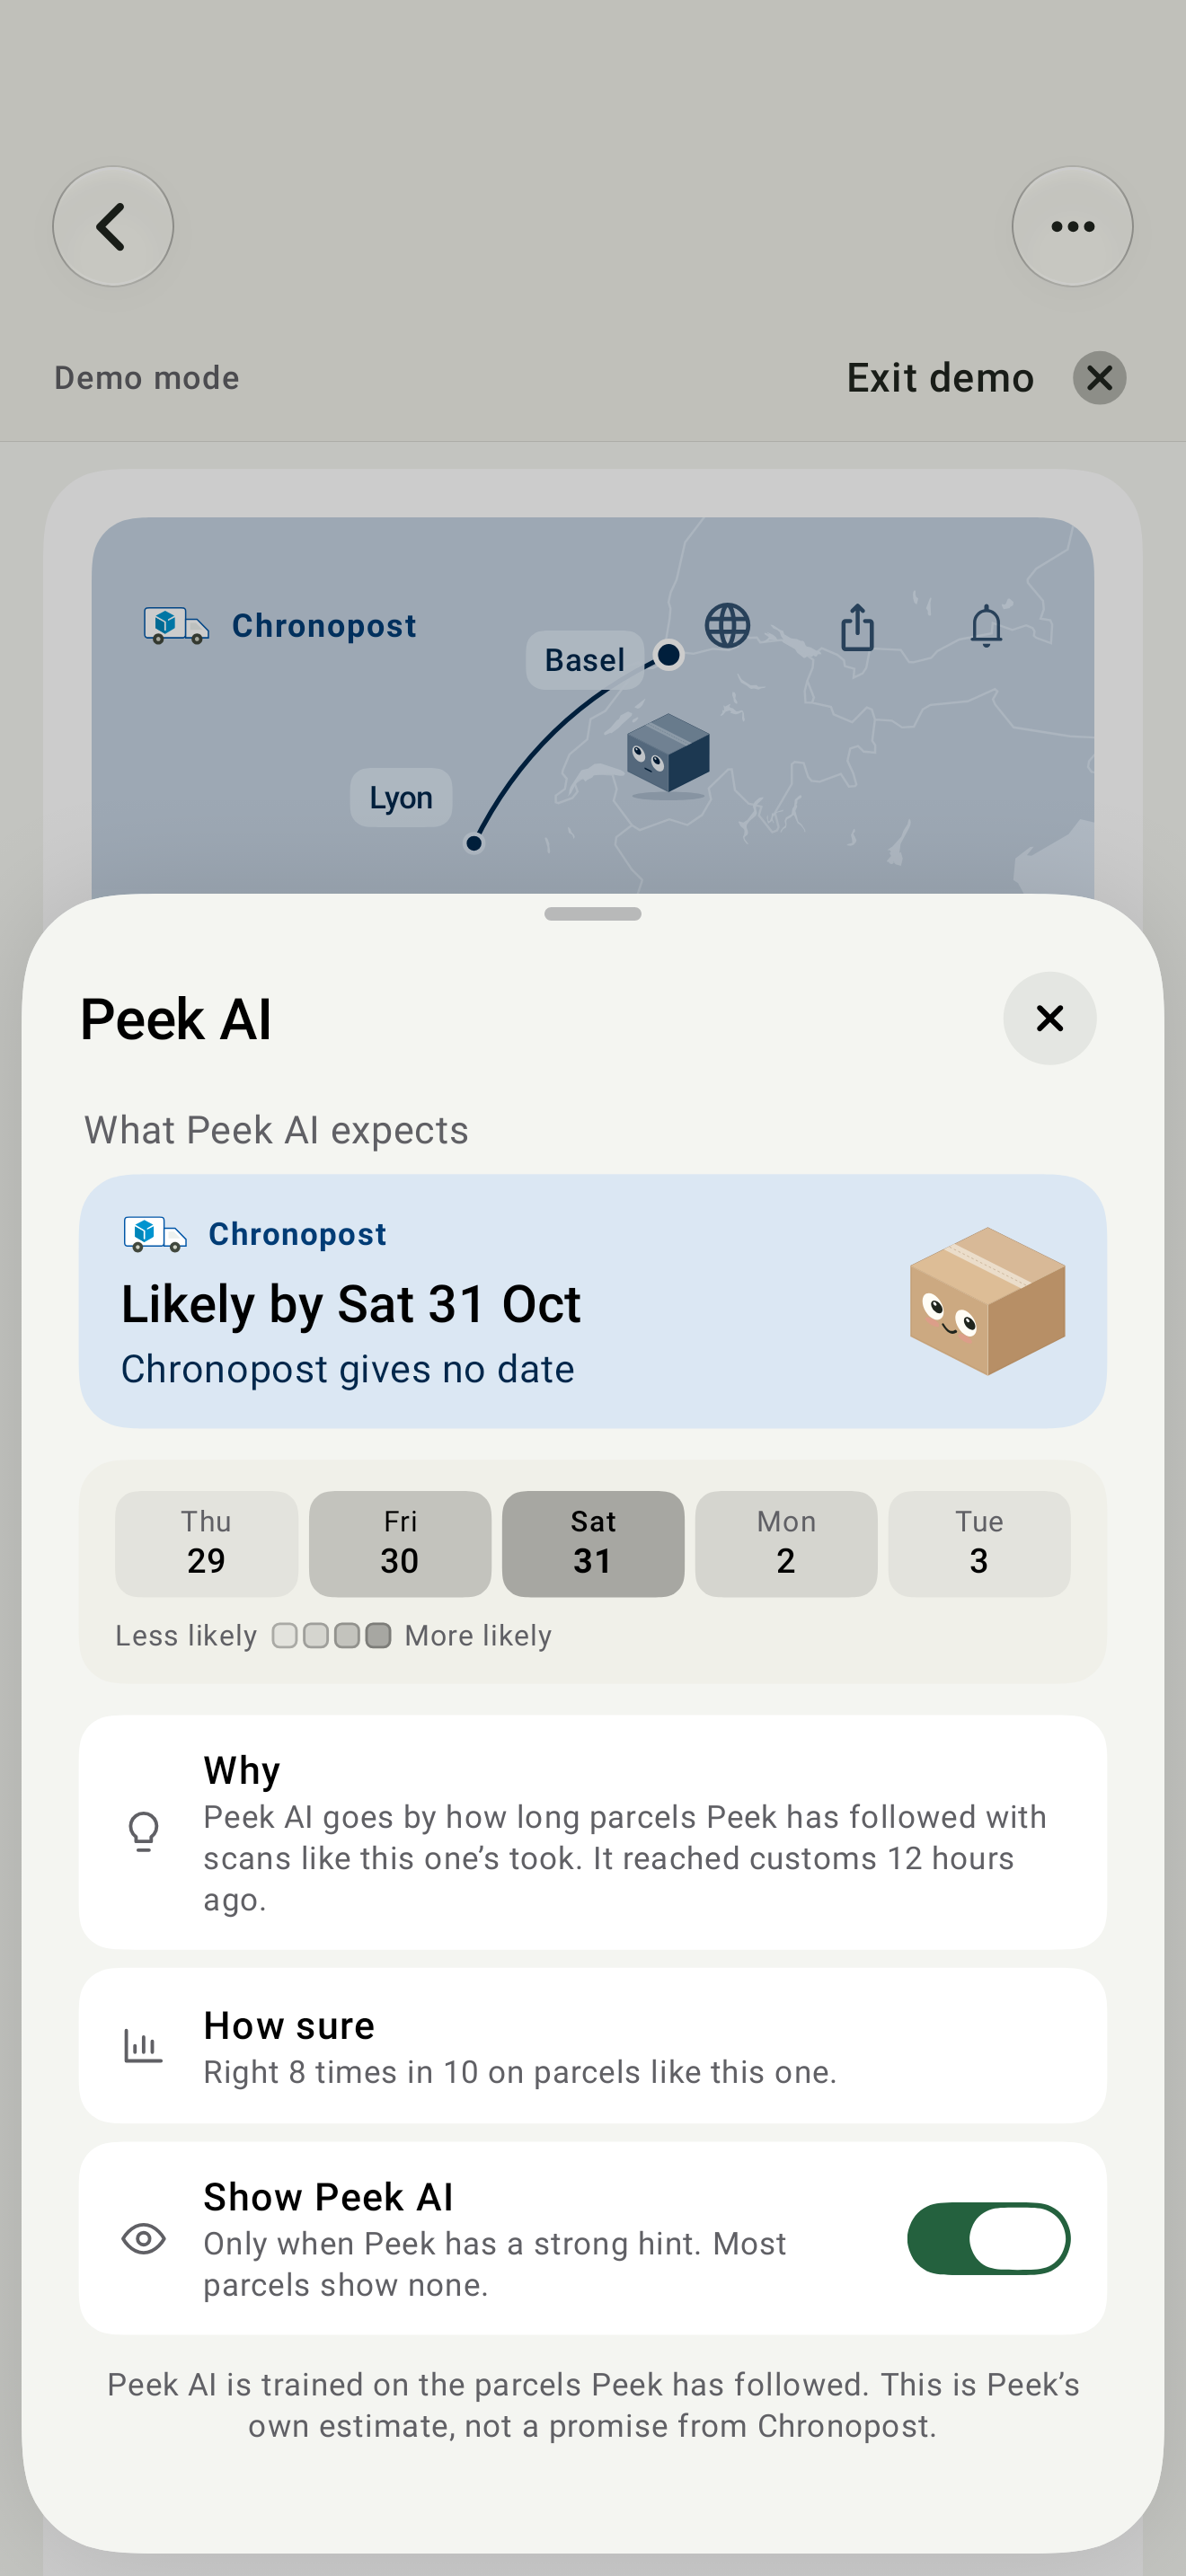 Demo mode
Exit demo
Chronopost
Basel
Lyon
Peek AI
What Peek AI expects
Chronopost
Likely by Sat 31 Oct
Chronopost gives no date
Thu Fri Sat Mon Tue
29 30 31 2 3
Less likely More likely
Why
Peek AI goes by how long parcels Peek has followed with
scans like this one’s took. It reached customs 12 hours
ago.
How sure
Right 8 times in 10 on parcels like this one.
Show Peek AI
Only when Peek has a strong hint. Most
parcels show none.
Peek AI is trained on the parcels Peek has followed. This is Peek’s
own estimate, not a promise from Chronopost.